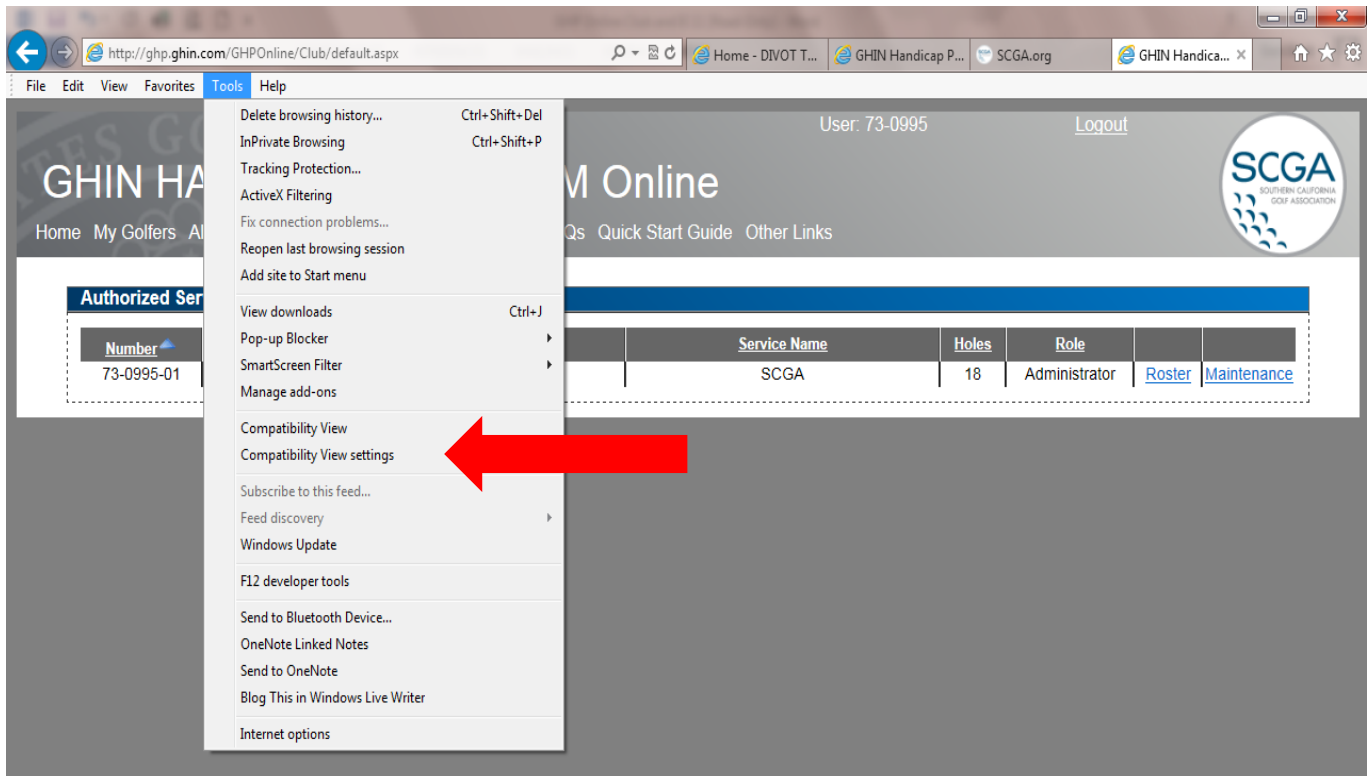 http://ghp.ghin.com/GHPOnline/Club/default.aspx
Home - DIVOT T...
GHIN Handicap P...
SCGA.org
GHIN Handica...
File Edit View Favorites Tools Help
Delete browsing history... Ctrl+Shift+Del
InPrivate Browsing Ctrl+Shift+P
Tracking Protection...
ActiveX Filtering
Fix connection problems...
Reopen last browsing session
Add site to Start menu
View downloads Ctrl+J
Pop-up Blocker
SmartScreen Filter
Manage add-ons
Compatibility View
Compatibility View settings
Subscribe to this feed...
Feed discovery
Windows Update
F12 developer tools
Send to Bluetooth Device...
OneNote Linked Notes
Send to OneNote
Blog This in Windows Live Writer
Internet options
User: 73-0995 Logout
GHIN HA M Online
SCGA
SOUTHERN CALIFORNIA
GOLF ASSOCIATION
Home My Golfers Al Qs Quick Start Guide Other Links
Authorized Ser
Number Service Name Holes Role
73-0995-01 SCGA 18 Administrator Roster Maintenance